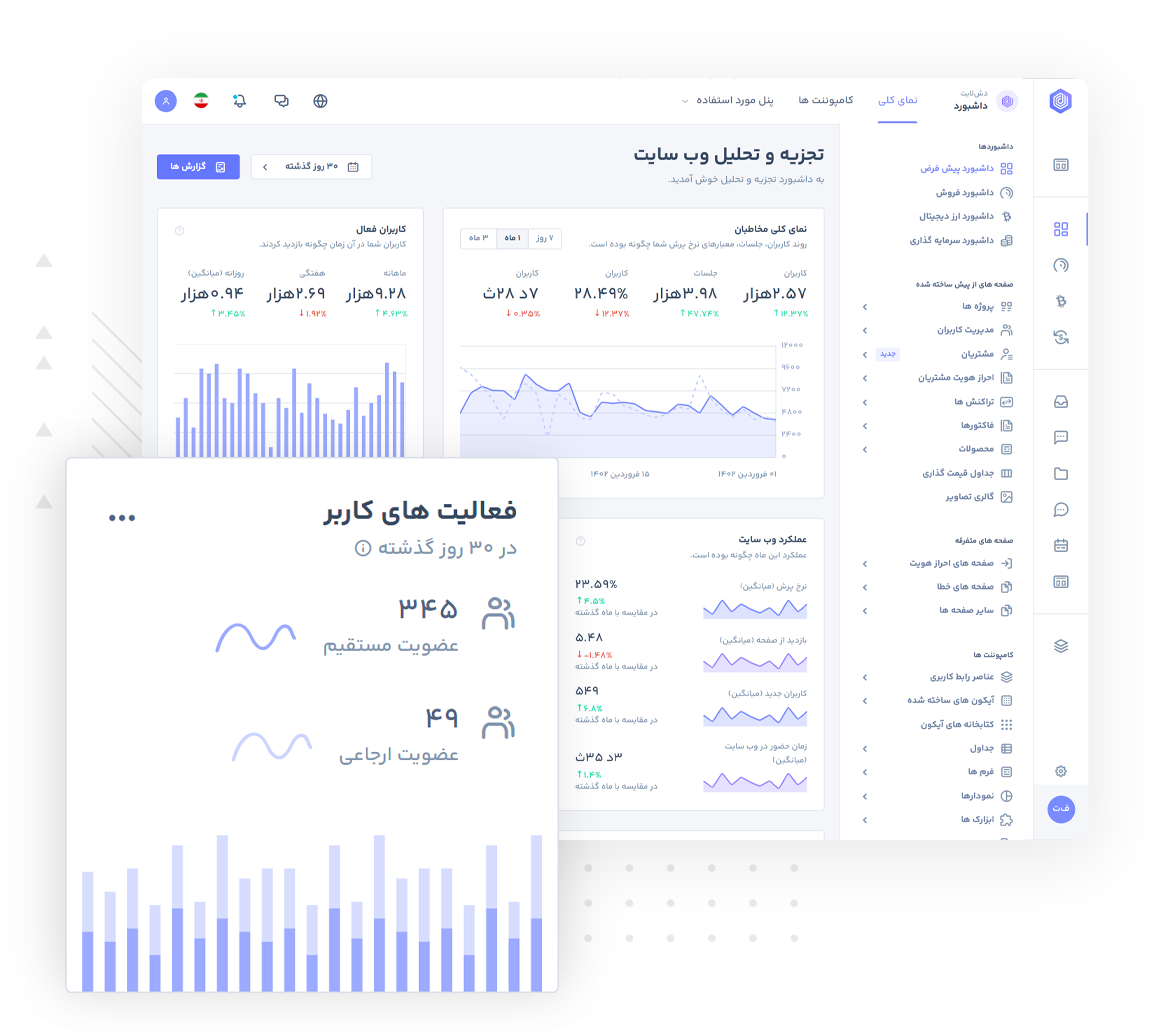 دش‌لایت
داشبورد
نمای کلی
کامپوننت ها
پنل مورد استفاده
داشبوردها
داشبورد پیش فرض
داشبورد فروش
داشبورد ارز دیجیتال
داشبورد سرمایه گذاری
صفحه های از پیش ساخته شده
پروژه ها
مدیریت کاربران
مشتریان
جدید
احراز هویت مشتریان
تراکنش ها
فاکتورها
محصولات
جداول قیمت گذاری
گالری تصاویر
صفحه های متفرقه
صفحه های احراز هویت
صفحه های خطا
سایر صفحه ها
کامپوننت ها
عناصر رابط کاربری
آیکون های ساخته شده
کتابخانه های آیکون
جداول
فرم ها
نمودارها
ابزارک ها
ف‌ت
تجزیه و تحلیل وب سایت
به داشبورد تجزیه و تحلیل خوش آمدید.
۳۰ روز گذشته
گزارش ها
نمای کلی مخاطبان
روند کاربران، جلسات، معیارهای نرخ پرش شما چگونه بوده است.
۷ روز
۱ ماه
۳ ماه
کاربران
۲.۵۷هزار
۱۲.۳۷%
جلسات
۳.۹۸هزار
۴۷.۷۴%
کاربران
۲۸.۴۹%
۱۲.۳۷%
کاربران
۷د ۲۸ث
۰.۳۵%
۱۲۰۰۰
۹۶۰۰
۷۲۰۰
۴۸۰۰
۲۴۰۰
۰
۰۱ فروردین ۱۴۰۲
۱۵ فروردین ۱۴۰۲
کاربران فعال
کاربران شما در آن زمان چگونه بازدید کردند.
ماهانه
۹.۲۸هزار
۴.۶۳%
هفتگی
۲.۶۹هزار
۱.۹۲%
روزانه (میانگین)
۰.۹۴هزار
۳.۴۵%
عملکرد وب سایت
عملکرد این ماه چگونه بوده است.
نرخ پرش (میانگین)
۲۳.۵۹%
۴.۵%
در مقایسه با ماه گذشته
بازدید از صفحه (میانگین)
۵.۴۸
-۱.۴۸%
در مقایسه با ماه گذشته
کاربران جدید (میانگین)
۵۴۹
۶.۸%
در مقایسه با ماه گذشته
زمان حضور در وب سایت
(میانگین)
۳د ۳۵ث
۱.۴%
در مقایسه با ماه گذشته
فعالیت های کاربر
در ۳۰ روز گذشته
۳۴۵
عضویت مستقیم
۴۹
عضویت ارجاعی